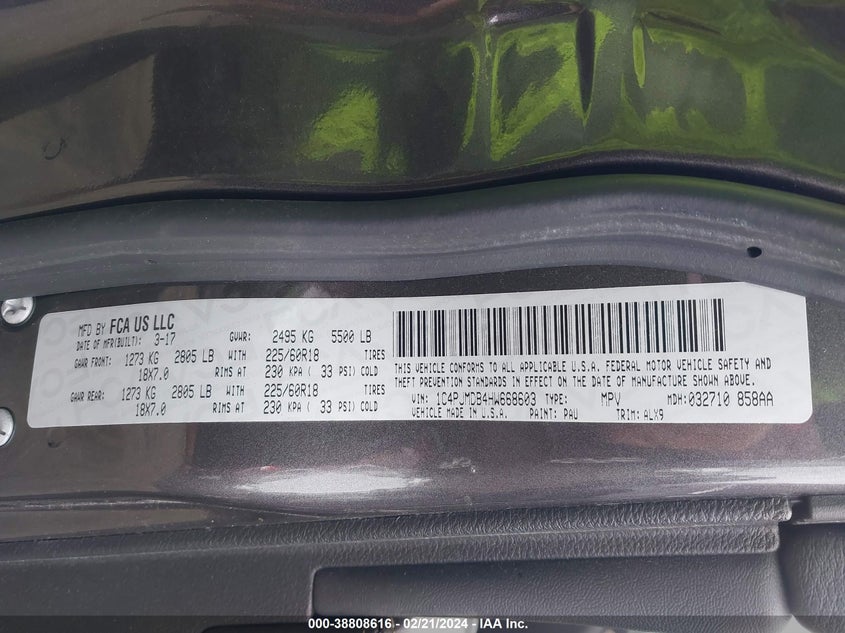 MFD BY FCA US LLC
DATE OF MFR(BUILT): 3-17 GVWR: 2495 KG 5500 LB
GAWR FRONT: 1273 KG 2805 LB WITH 225/60R18 TIRES
18X7.0 RIMS AT 230 KPA ( 33 PSI) COLD
GAWR REAR: 1273 KG 2805 LB WITH 225/60R18 TIRES
18X7.0 RIMS AT 230 KPA ( 33 PSI) COLD
THIS VEHICLE CONFORMS TO ALL APPLICABLE U.S.A. FEDERAL MOTOR VEHICLE SAFETY AND
THEFT PREVENTION STANDARDS IN EFFECT ON THE DATE OF MANUFACTURE SHOWN ABOVE.
VIN: 1C4PJMCB4HW668603 TYPE: MPV MDH: 032710 858AA
VEHICLE MADE IN U.S.A. PAINT: PAU TRIM: ALX9
000-38808616 - 02/21/2024 - IAA Inc.